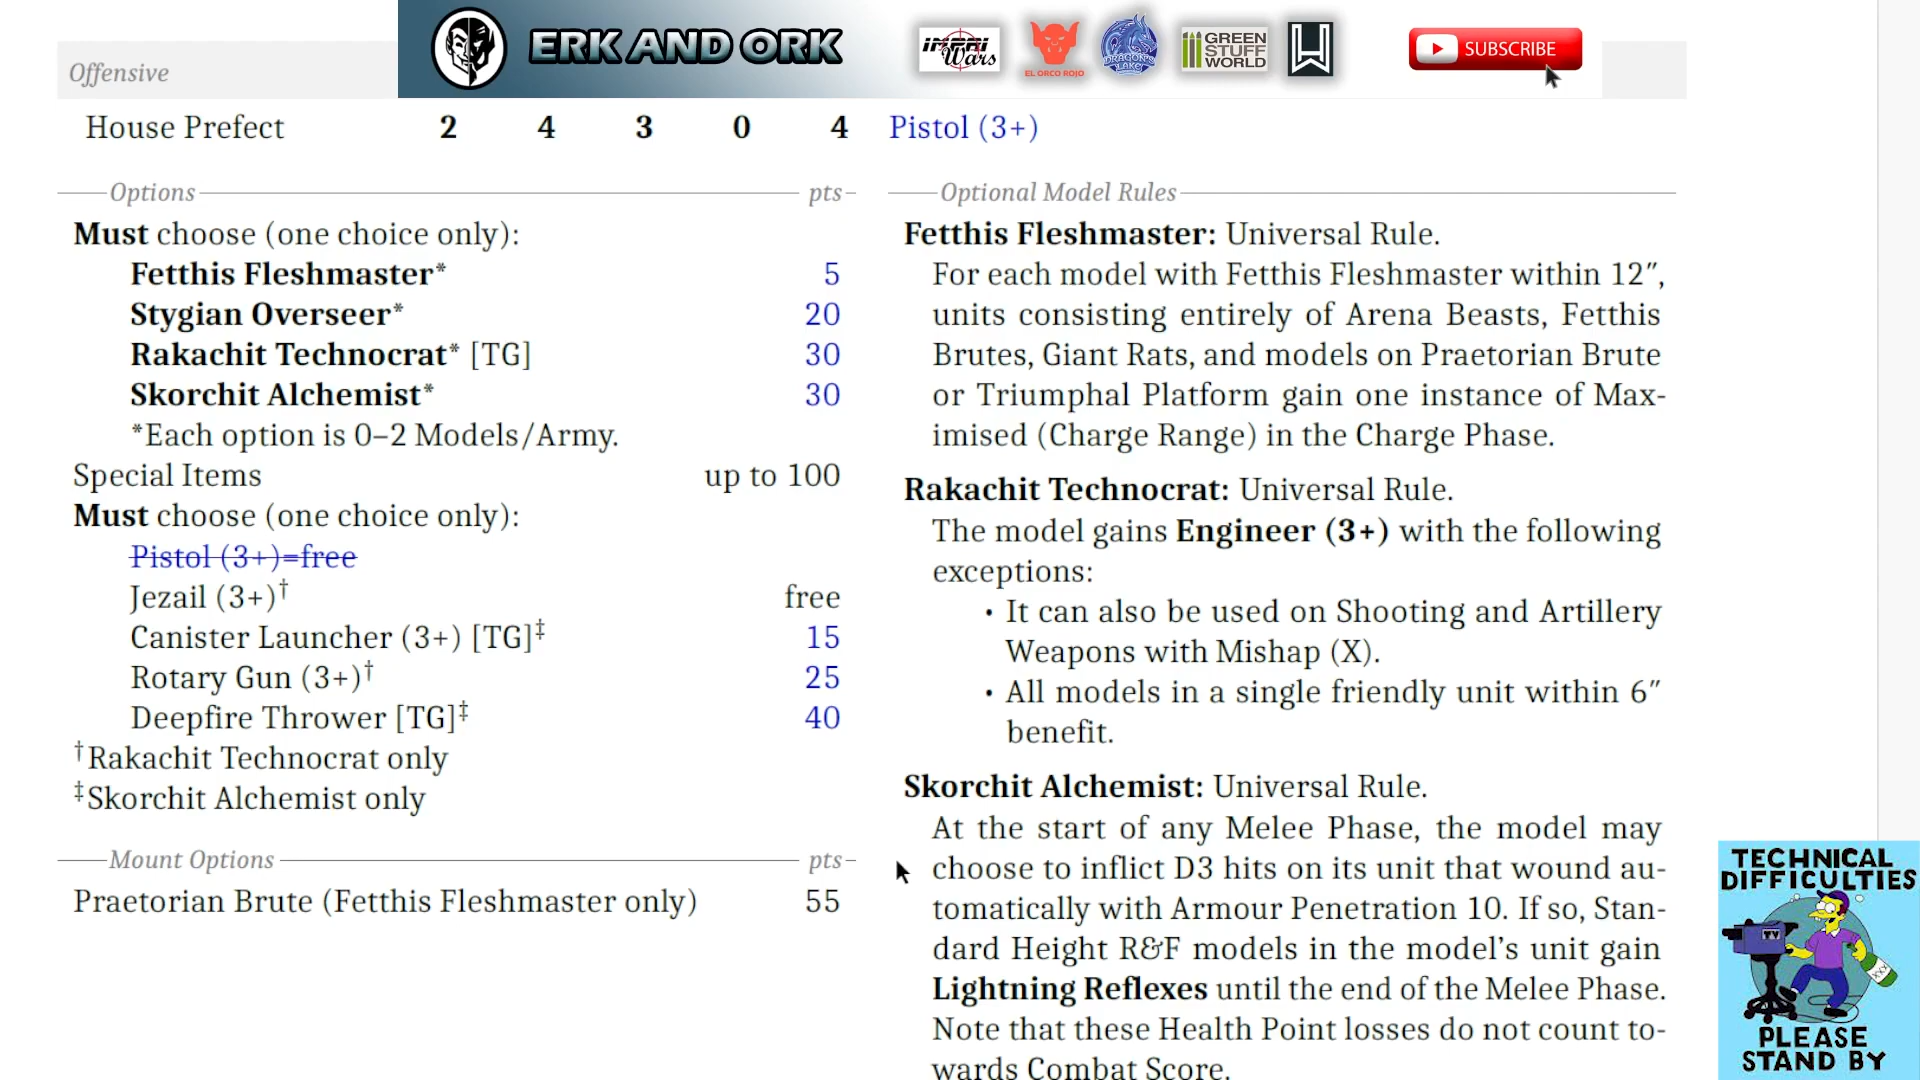 ERK AND ORK
IMPRI Wars
EL ORCO ROJO
DRAGON'S LAKE
GREEN STUFF WORLD
SUBSCRIBE
Offensive
House Prefect 2 4 3 0 4 Pistol (3+)
Options pts
Must choose (one choice only):
Fetthis Fleshmaster* 5
Stygian Overseer* 20
Rakachit Technocrat* [TG] 30
Skorchit Alchemist* 30
*Each option is 0–2 Models/Army.
Special Items up to 100
Must choose (one choice only):
Pistol (3+)=free
Jezail (3+)† free
Canister Launcher (3+) [TG]‡ 15
Rotary Gun (3+)† 25
Deepfire Thrower [TG]‡ 40
†Rakachit Technocrat only
‡Skorchit Alchemist only
Mount Options pts
Praetorian Brute (Fetthis Fleshmaster only) 55
Optional Model Rules
Fetthis Fleshmaster: Universal Rule.
For each model with Fetthis Fleshmaster within 12″,
units consisting entirely of Arena Beasts, Fetthis
Brutes, Giant Rats, and models on Praetorian Brute
or Triumphal Platform gain one instance of Max-
imised (Charge Range) in the Charge Phase.
Rakachit Technocrat: Universal Rule.
The model gains Engineer (3+) with the following
exceptions:
• It can also be used on Shooting and Artillery
Weapons with Mishap (X).
• All models in a single friendly unit within 6″
benefit.
Skorchit Alchemist: Universal Rule.
At the start of any Melee Phase, the model may
choose to inflict D3 hits on its unit that wound au-
tomatically with Armour Penetration 10. If so, Stan-
dard Height R&F models in the model's unit gain
Lightning Reflexes until the end of the Melee Phase.
Note that these Health Point losses do not count to-
wards Combat Score.
TECHNICAL
DIFFICULTIES
TV
XXX
PLEASE
STAND BY